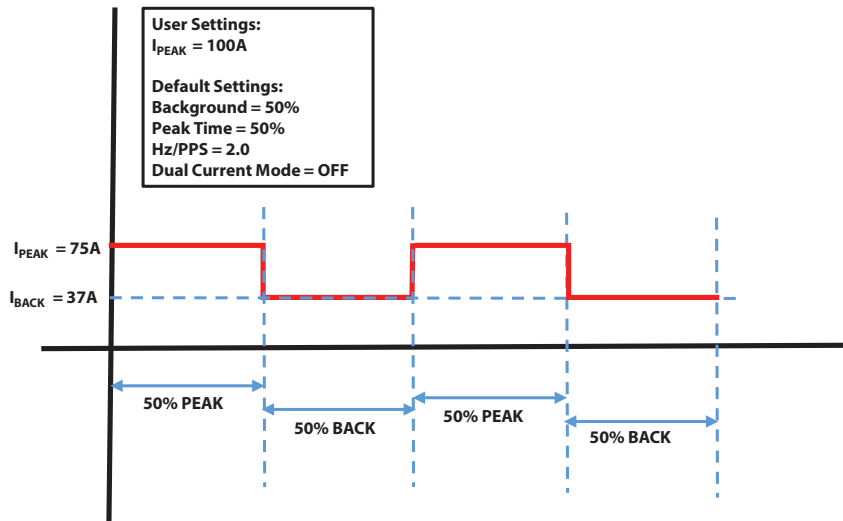 User Settings:
IPEAK = 100A
Default Settings:
Background = 50%
Peak Time = 50%
Hz/PPS = 2.0
Dual Current Mode = OFF
IPEAK = 75A
IBACK = 37A
50% PEAK
50% BACK
50% PEAK
50% BACK